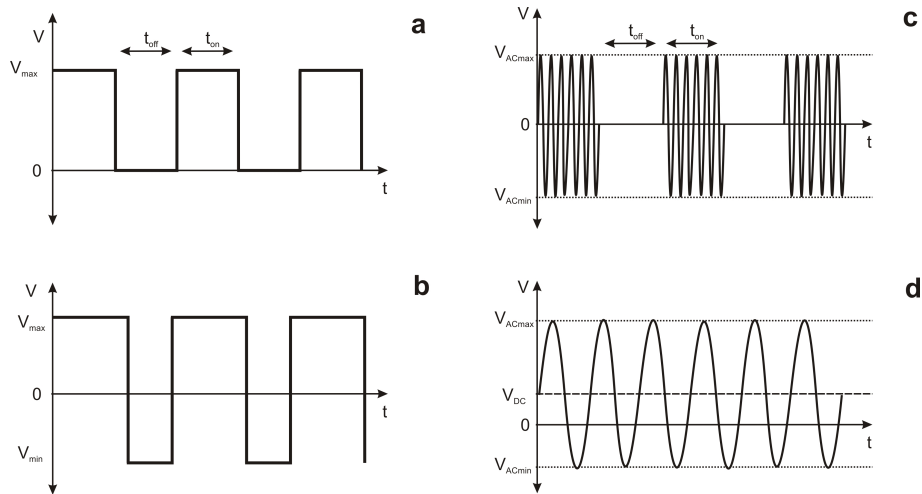 a
V
t_off
t_on
V_max
0
t
c
V
t_off
t_on
V_ACmax
0
t
V_ACmin
b
V
V_max
0
t
V_min
d
V
V_ACmax
V_DC
0
t
V_ACmin